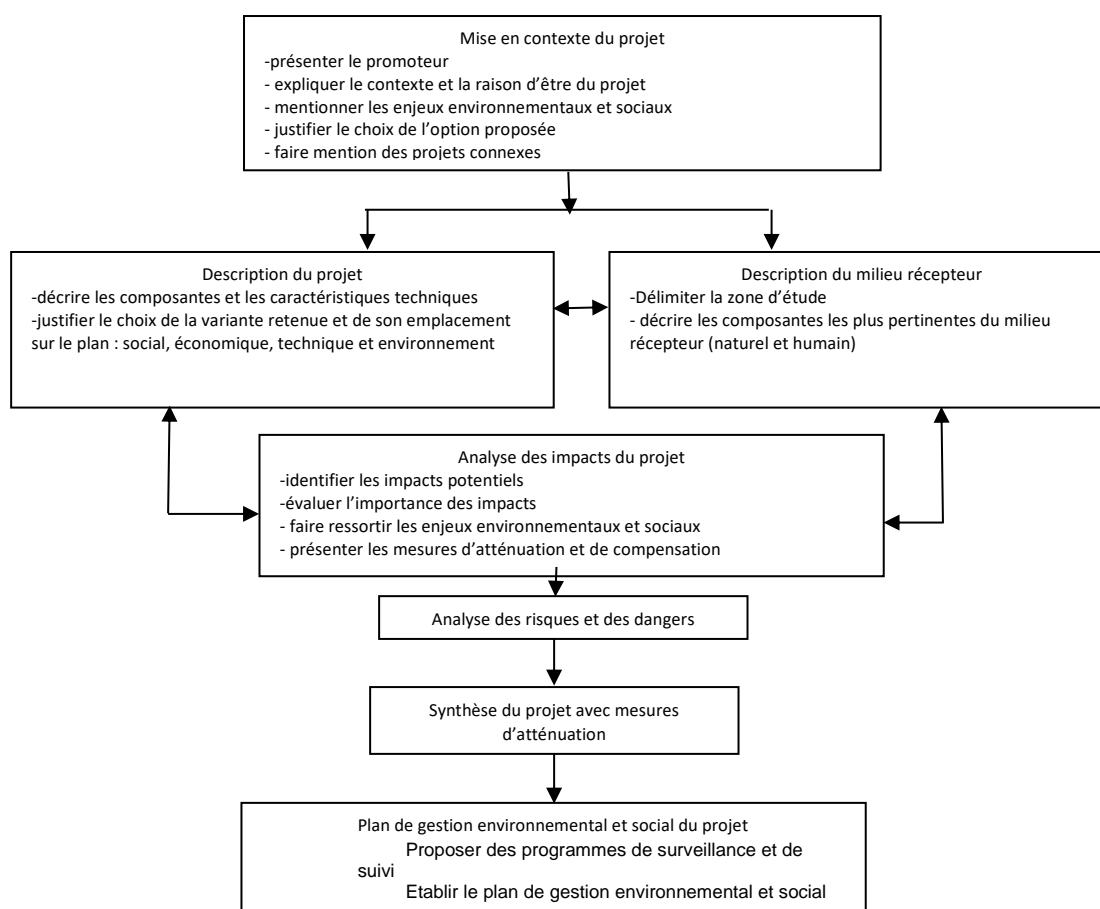 Mise en contexte du projet
-présenter le promoteur
- expliquer le contexte et la raison d’être du projet
- mentionner les enjeux environnementaux et sociaux
- justifier le choix de l’option proposée
- faire mention des projets connexes
Description du projet
-décrire les composantes et les caractéristiques techniques
-justifier le choix de la variante retenue et de son emplacement
sur le plan : social, économique, technique et environnement
Description du milieu récepteur
-Délimiter la zone d’étude
- décrire les composantes les plus pertinentes du milieu
récepteur (naturel et humain)
Analyse des impacts du projet
-identifier les impacts potentiels
-évaluer l’importance des impacts
- faire ressortir les enjeux environnementaux et sociaux
- présenter les mesures d’atténuation et de compensation
Analyse des risques et des dangers
Synthèse du projet avec mesures
d’atténuation
Plan de gestion environnemental et social du projet
Proposer des programmes de surveillance et de
suivi
Etablir le plan de gestion environnemental et social